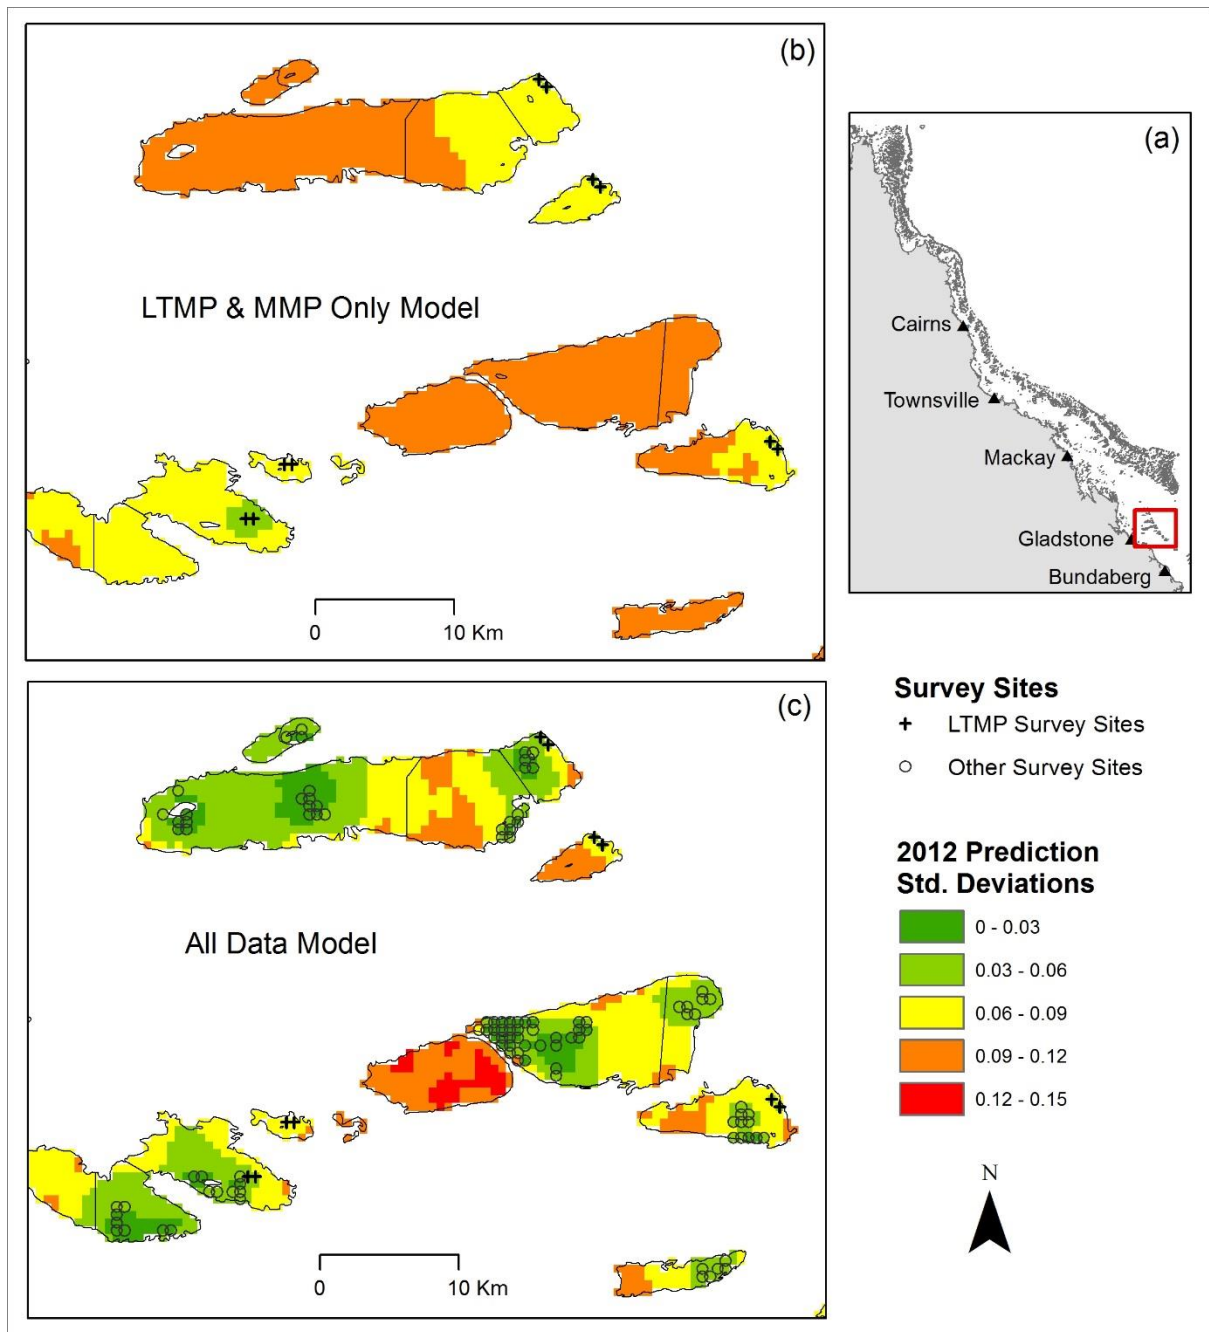 (b)
LTMP & MMP Only Model
0 10 Km
(a)
Cairns
Townsville
Mackay
Gladstone
Bundaberg
(c)
All Data Model
0 10 Km
Survey Sites
LTMP Survey Sites
Other Survey Sites
2012 Prediction
Std. Deviations
0 - 0.03
0.03 - 0.06
0.06 - 0.09
0.09 - 0.12
0.12 - 0.15
N